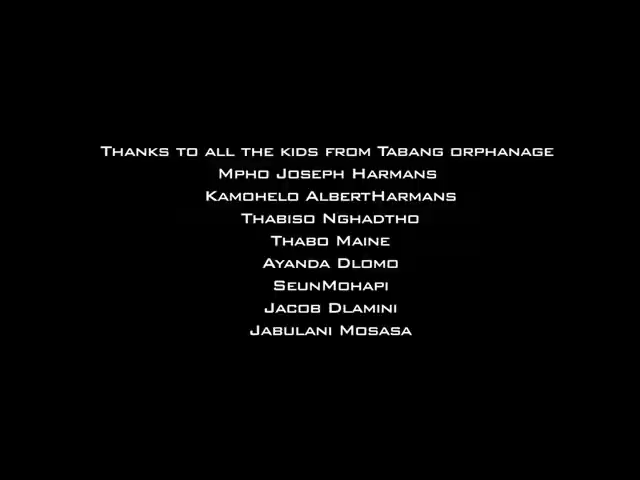 Thanks to all the kids from Tabang orphanage
Mpho Joseph Harmans
Kamohelo AlbertHarmans
Thabiso Nghadtho
Thabo Maine
Ayanda Dlomo
SeunMohapi
Jacob Dlamini
Jabulani Mosasa